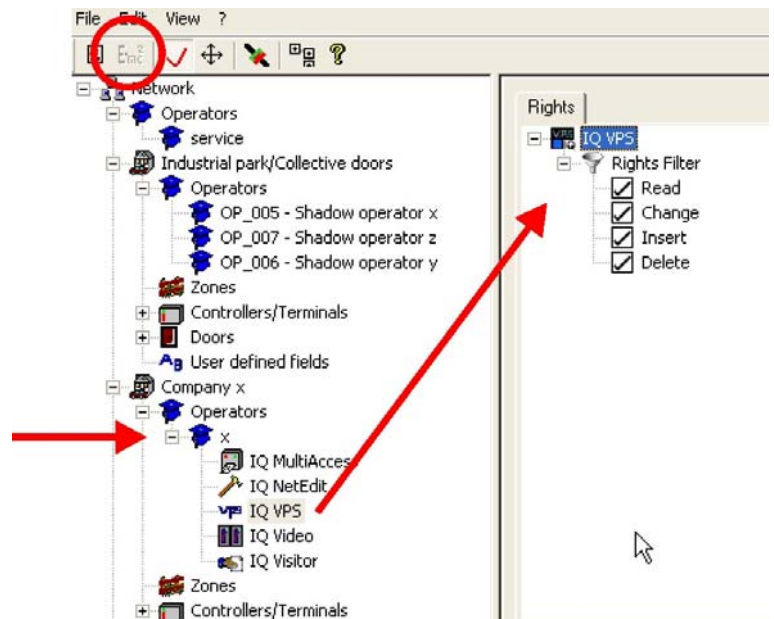 File Edit View ?
Network
Operators
service
Industrial park/Collective doors
Operators
OP_005 - Shadow operator x
OP_007 - Shadow operator z
OP_006 - Shadow operator y
Zones
Controllers/Terminals
Doors
User defined fields
Company x
Operators
x
IQ MultiAccess
IQ NetEdit
IQ VPS
IQ Video
IQ Visitor
Zones
Controllers/Terminals
Rights
IQ VPS
Rights Filter
Read
Change
Insert
Delete